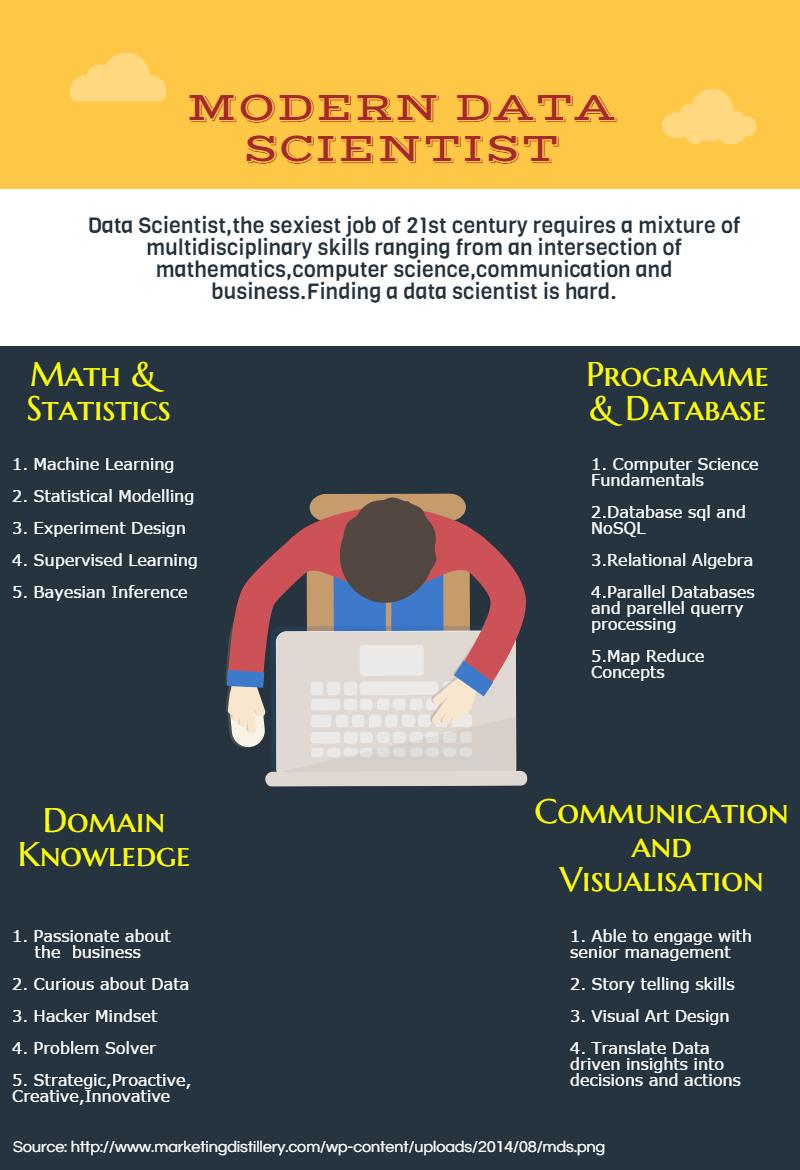 MODERN DATA
SCIENTIST
Data Scientist,the sexiest job of 21st century requires a mixture of
multidisciplinary skills ranging from an intersection of
mathematics,computer science,communication and
business.Finding a data scientist is hard.
Math &
Statistics
1. Machine Learning
2. Statistical Modelling
3. Experiment Design
4. Supervised Learning
5. Bayesian Inference
Programme
& Database
1. Computer Science
Fundamentals
2.Database sql and
NoSQL
3.Relational Algebra
4.Parallel Databases
and parellel querry
processing
5.Map Reduce
Concepts
Domain
Knowledge
1. Passionate about
the  business
2. Curious about Data
3. Hacker Mindset
4. Problem Solver
5. Strategic,Proactive,
Creative,Innovative
Communication
and
Visualisation
1. Able to engage with
senior management
2. Story telling skills
3. Visual Art Design
4. Translate Data
driven insights into
decisions and actions
Source: http://www.marketingdistillery.com/wp-content/uploads/2014/08/mds.png